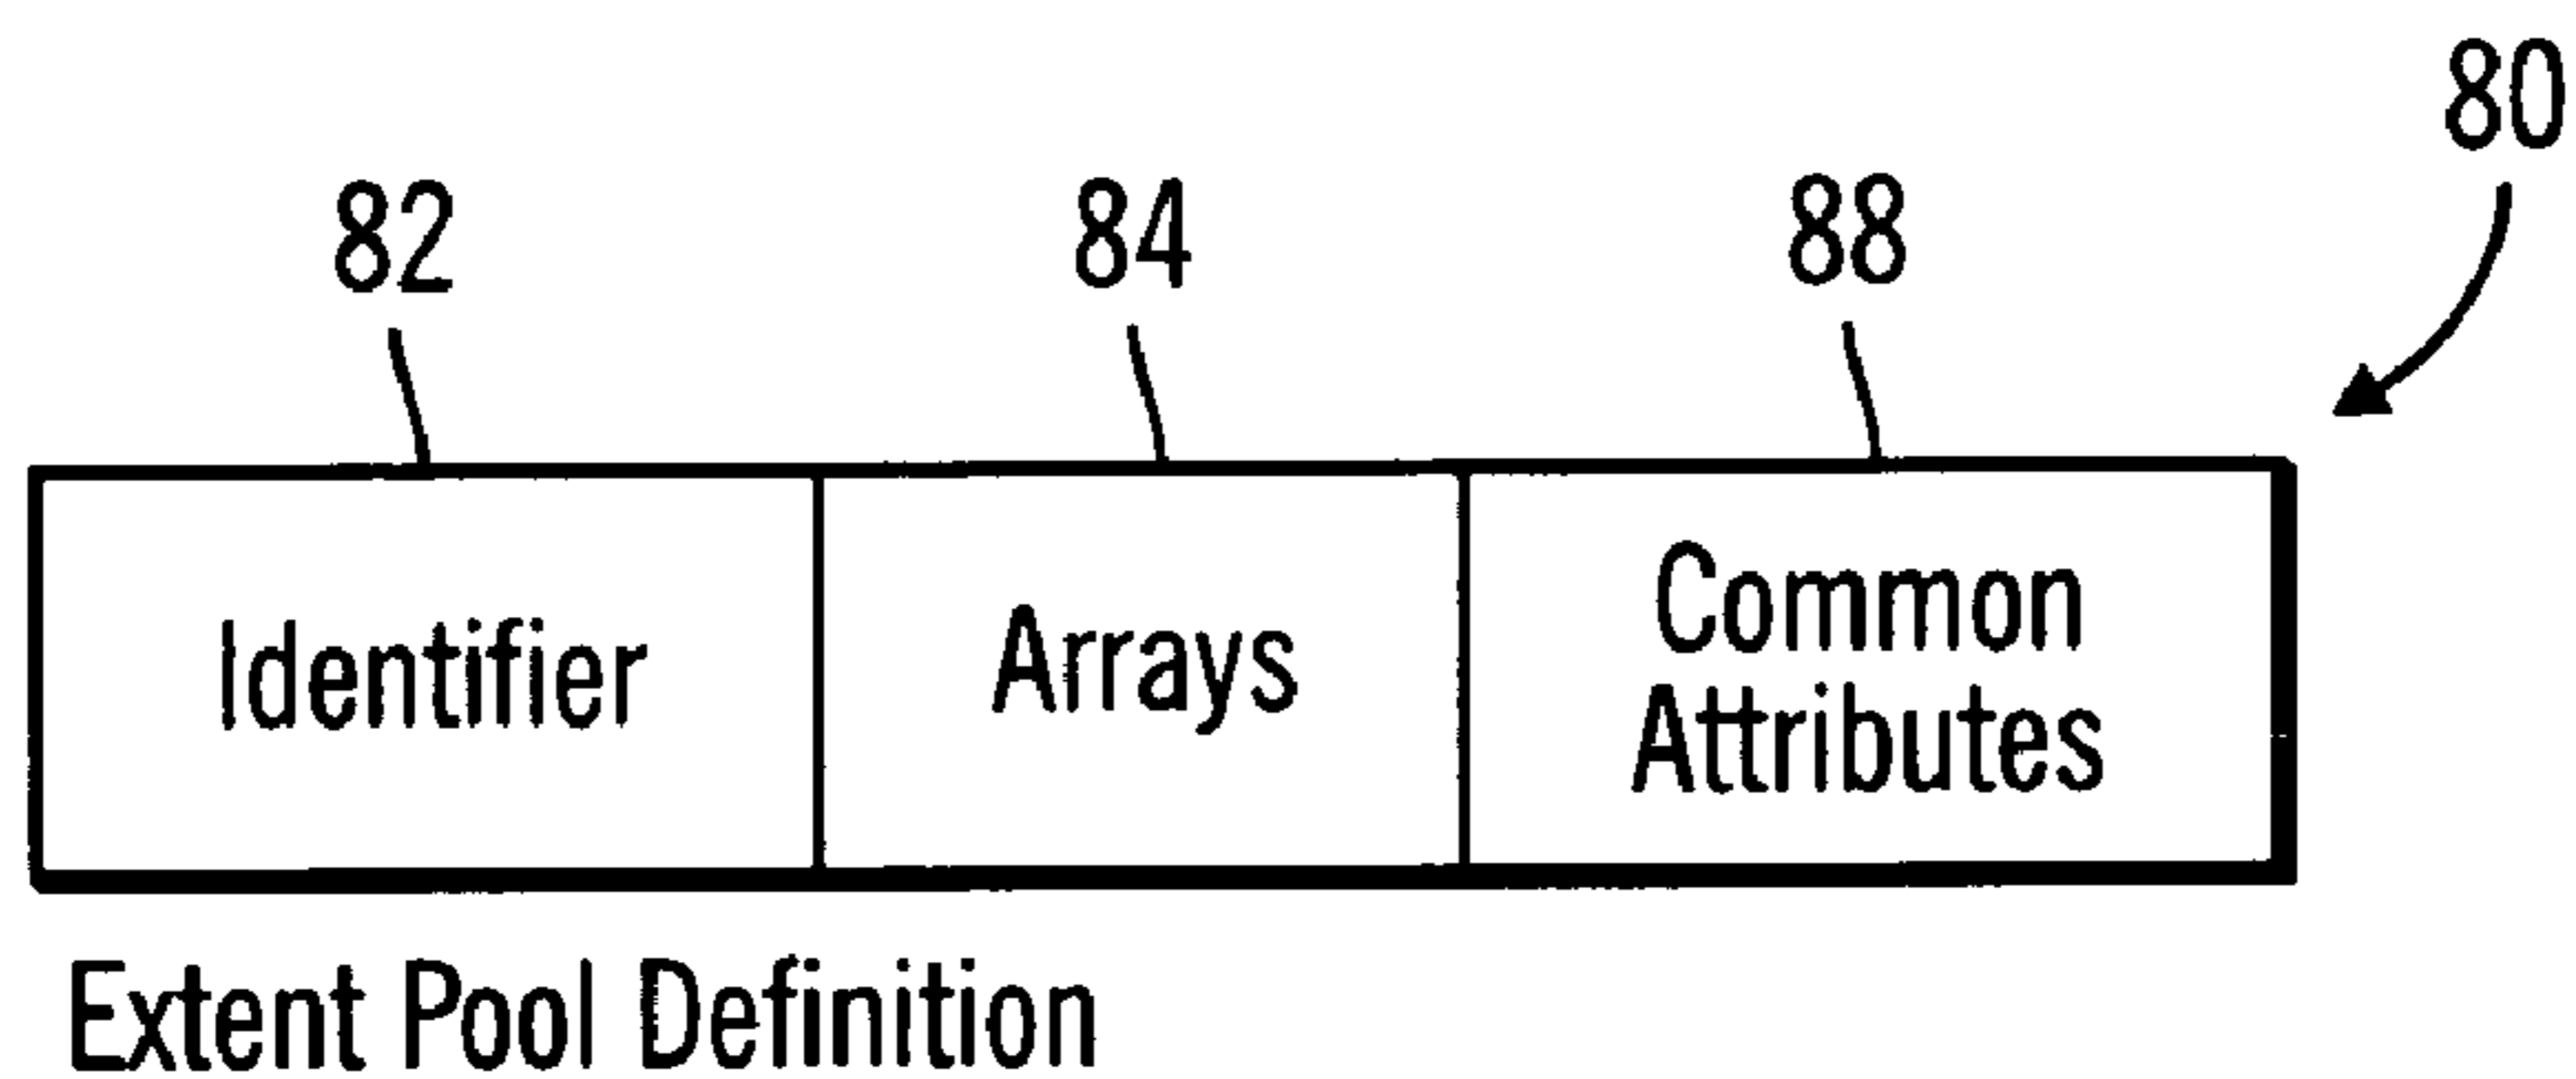 80
82 84 88
Identifier Arrays Common
Attributes
Extent Pool Definition